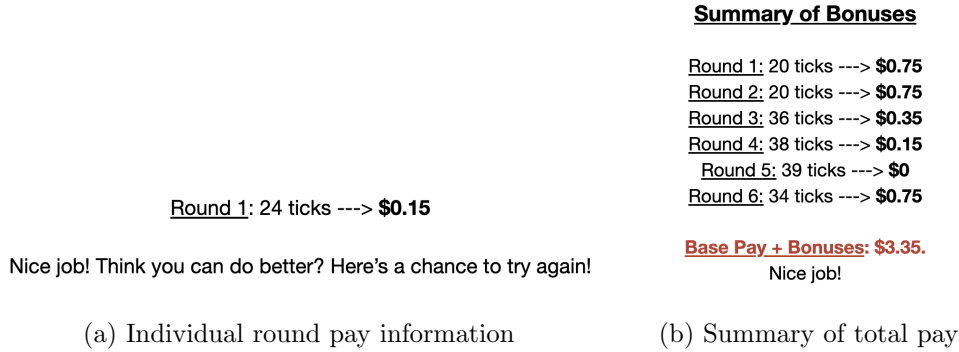 Round 1: 24 ticks ---> $0.15
Nice job! Think you can do better? Here's a chance to try again!
(a) Individual round pay information
Summary of Bonuses
Round 1: 20 ticks ---> $0.75
Round 2: 20 ticks ---> $0.75
Round 3: 36 ticks ---> $0.35
Round 4: 38 ticks ---> $0.15
Round 5: 39 ticks ---> $0
Round 6: 34 ticks ---> $0.75
Base Pay + Bonuses: $3.35.
Nice job!
(b) Summary of total pay